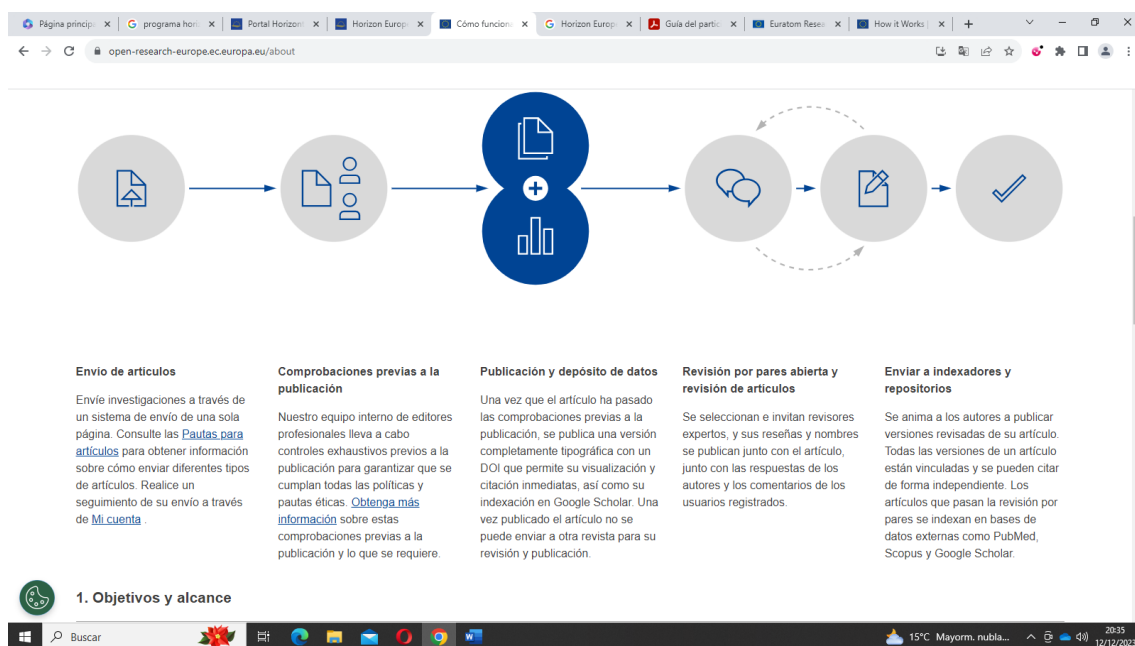 Página princip
programa hori
Portal Horizont
Horizon Europe
Cómo funcion
Horizon Europ
Guía del partic
Euratom Resea
How it Works |
open-research-europe.ec.europa.eu/about
Envío de artículos
Envíe investigaciones a través de
un sistema de envío de una sola
página. Consulte las Pautas para
artículos para obtener información
sobre cómo enviar diferentes tipos
de artículos. Realice un
seguimiento de su envío a través
de Mi cuenta .
Comprobaciones previas a la
publicación
Nuestro equipo interno de editores
profesionales lleva a cabo
controles exhaustivos previos a la
publicación para garantizar que se
cumplan todas las políticas y
pautas éticas. Obtenga más
información sobre estas
comprobaciones previas a la
publicación y lo que se requiere.
Publicación y depósito de datos
Una vez que el artículo ha pasado
las comprobaciones previas a la
publicación, se publica una versión
completamente tipográfica con un
DOI que permite su visualización y
citación inmediatas, así como su
indexación en Google Scholar. Una
vez publicado el artículo no se
puede enviar a otra revista para su
revisión y publicación.
Revisión por pares abierta y
revisión de artículos
Se seleccionan e invitan revisores
expertos, y sus reseñas y nombres
se publican junto con el artículo,
junto con las respuestas de los
autores y los comentarios de los
usuarios registrados.
Enviar a indexadores y
repositorios
Se anima a los autores a publicar
versiones revisadas de su artículo.
Todas las versiones de un artículo
están vinculadas y se pueden citar
de forma independiente. Los
artículos que pasan la revisión por
pares se indexan en bases de
datos externas como PubMed,
Scopus y Google Scholar.
1. Objetivos y alcance
Buscar
15°C Mayorm. nubla...
20:35
12/12/2023